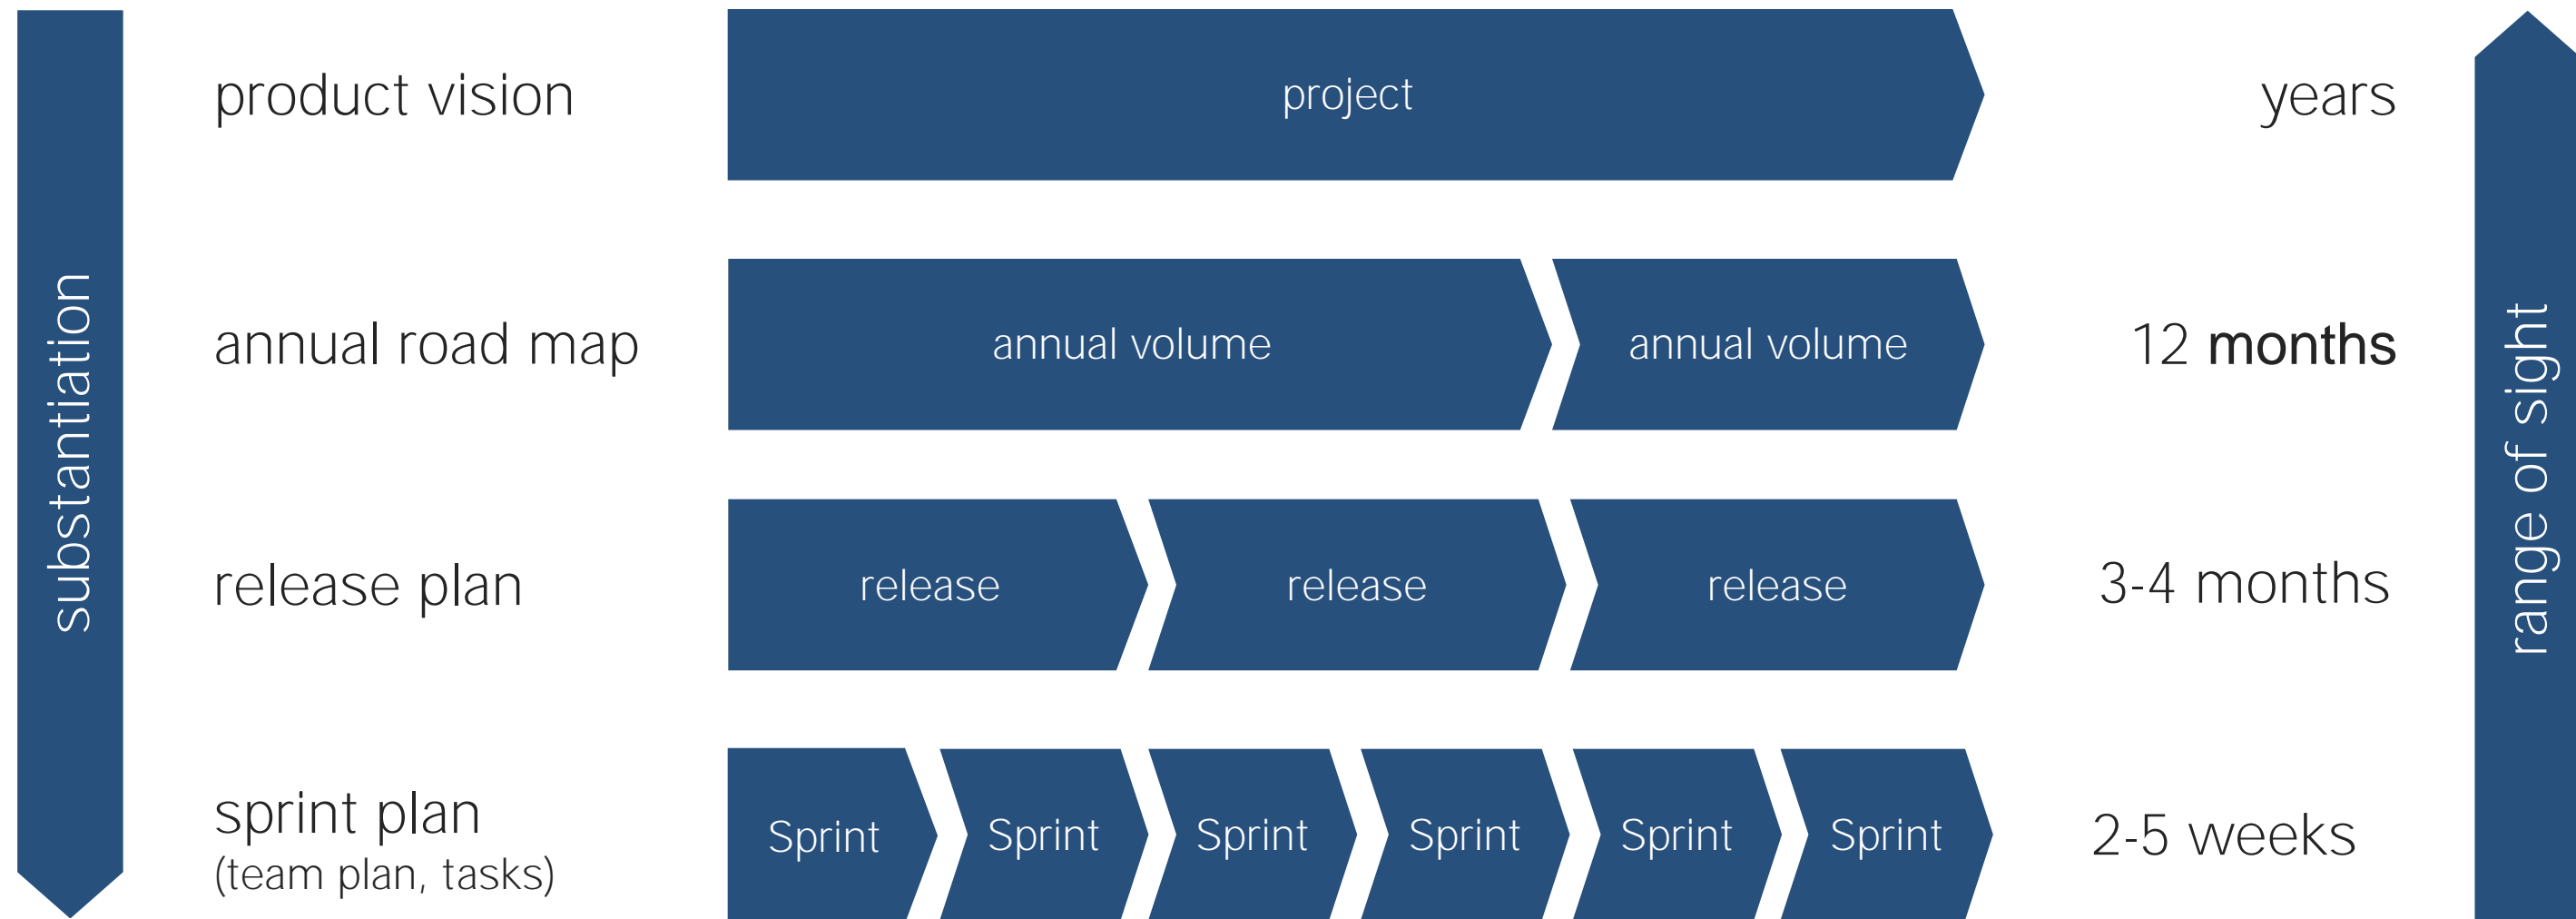 substantiation
product vision
project
years
annual road map
annual volume
annual volume
12 months
release plan
release
release
release
3-4 months
sprint plan
(team plan, tasks)
Sprint
Sprint
Sprint
Sprint
Sprint
Sprint
2-5 weeks
range of sight